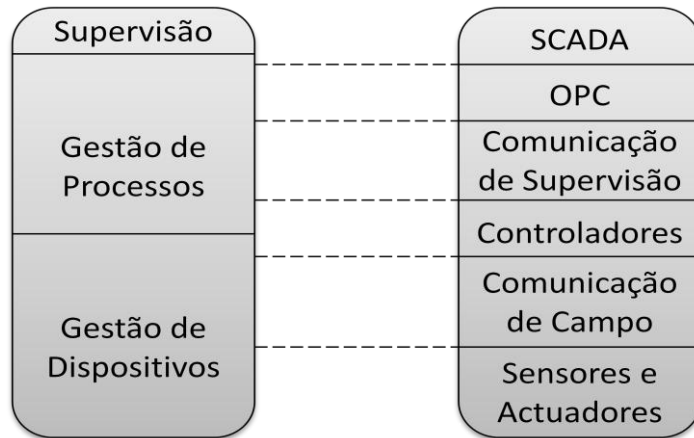 Supervisão
Gestão de
Processos
Gestão de
Dispositivos
SCADA
OPC
Comunicação
de Supervisão
Controladores
Comunicação
de Campo
Sensores e
Actuadores